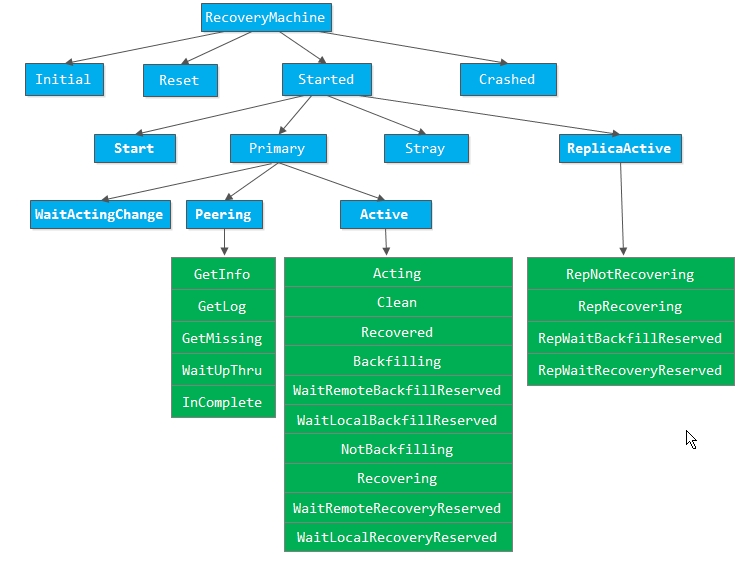 RecoveryMachine
Initial
Reset
Started
Crashed
Start
Primary
Stray
ReplicaActive
WaitActingChange
Peering
Active
GetInfo
GetLog
GetMissing
WaitUpThru
InComplete
Acting
Clean
Recovered
Backfilling
WaitRemoteBackfillReserved
WaitLocalBackfillReserved
NotBackfilling
Recovering
WaitRemoteRecoveryReserved
WaitLocalRecoveryReserved
RepNotRecovering
RepRecovering
RepWaitBackfillReserved
RepWaitRecoveryReserved